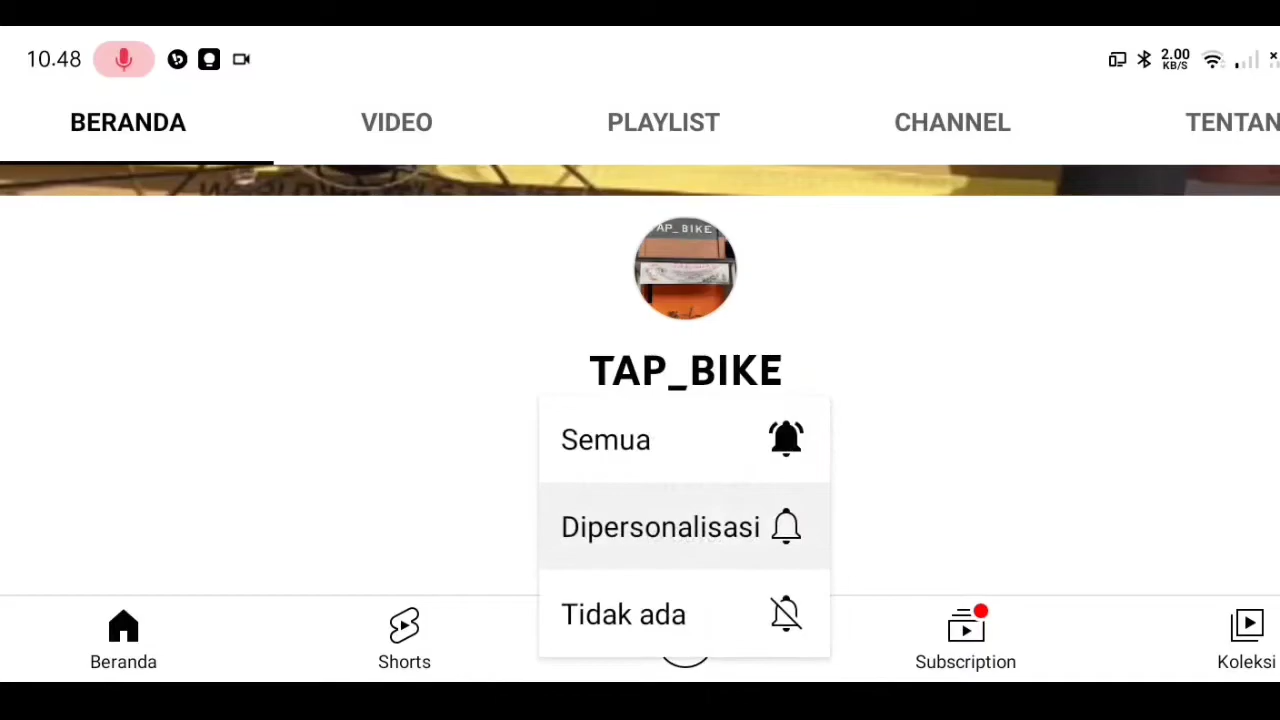 10.48
2.00
KB/S
BERANDA
VIDEO
PLAYLIST
CHANNEL
TENTAN
AP_BIKE
TAP_BIKE
Semua
Dipersonalisasi
Tidak ada
Beranda
Shorts
Subscription
Koleksi